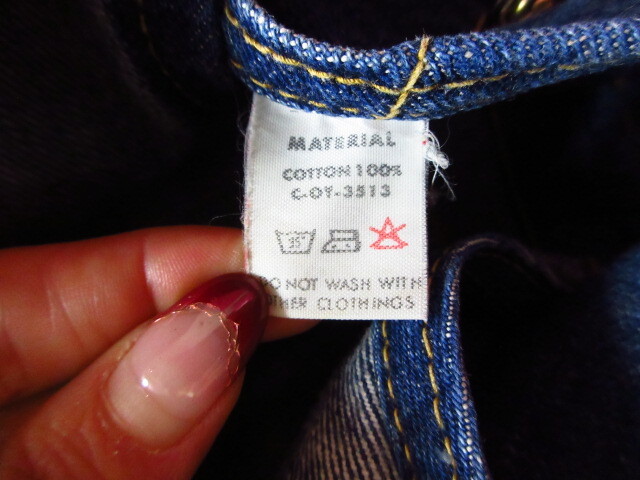 MATERIAL
COTTON 100%
C-OY-3513
35°
DO NOT WASH WITH
OTHER CLOTHINGS